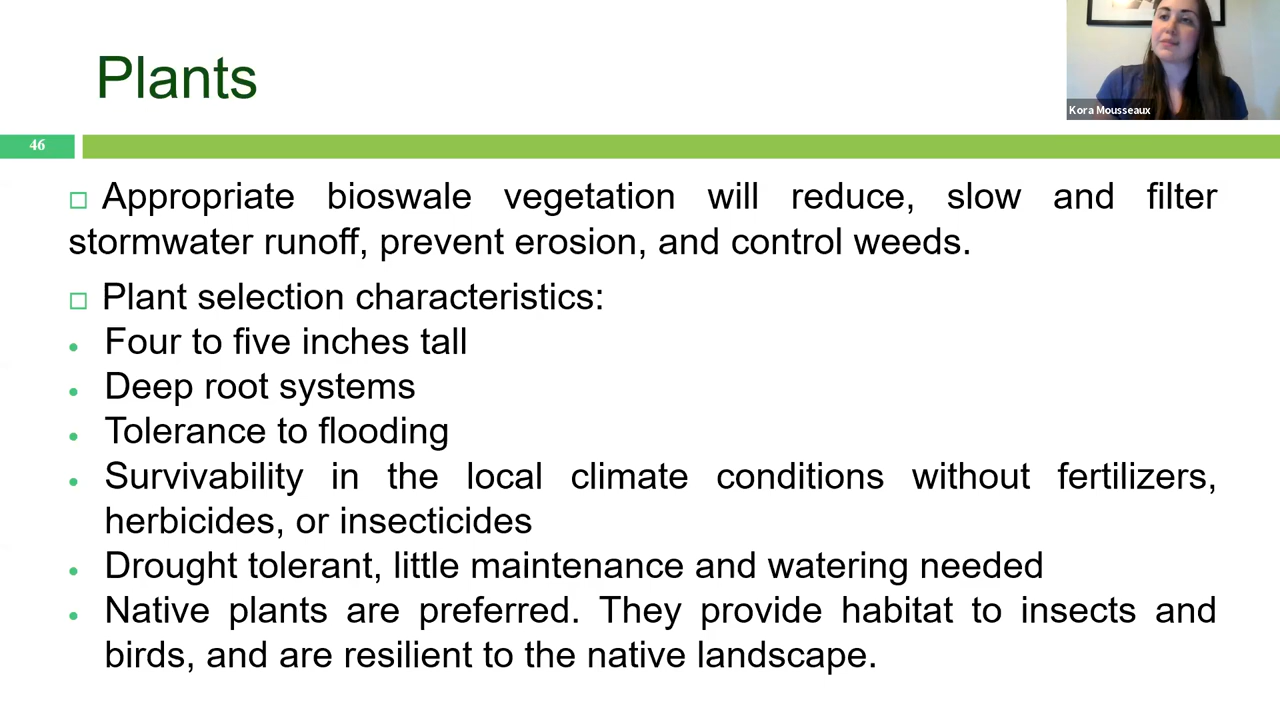 Plants
Kora Mousseaux
46
Appropriate bioswale vegetation will reduce, slow and filter
stormwater runoff, prevent erosion, and control weeds.
Plant selection characteristics:
• Four to five inches tall
• Deep root systems
• Tolerance to flooding
• Survivability in the local climate conditions without fertilizers,
herbicides, or insecticides
• Drought tolerant, little maintenance and watering needed
• Native plants are preferred. They provide habitat to insects and
birds, and are resilient to the native landscape.